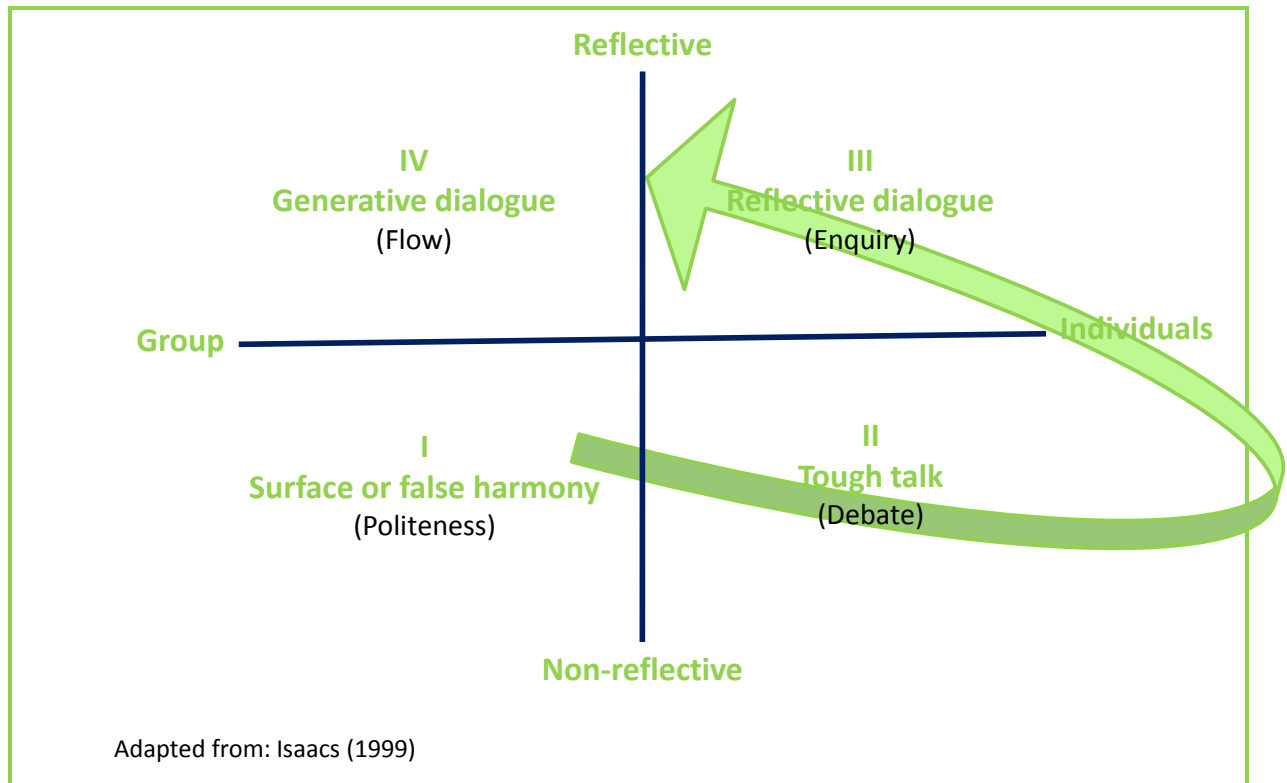 Reflective
IV
Generative dialogue
(Flow)
III
Reflective dialogue
(Enquiry)
Group
Individuals
I
Surface or false harmony
(Politeness)
II
Tough talk
(Debate)
Non-reflective
Adapted from: Isaacs (1999)